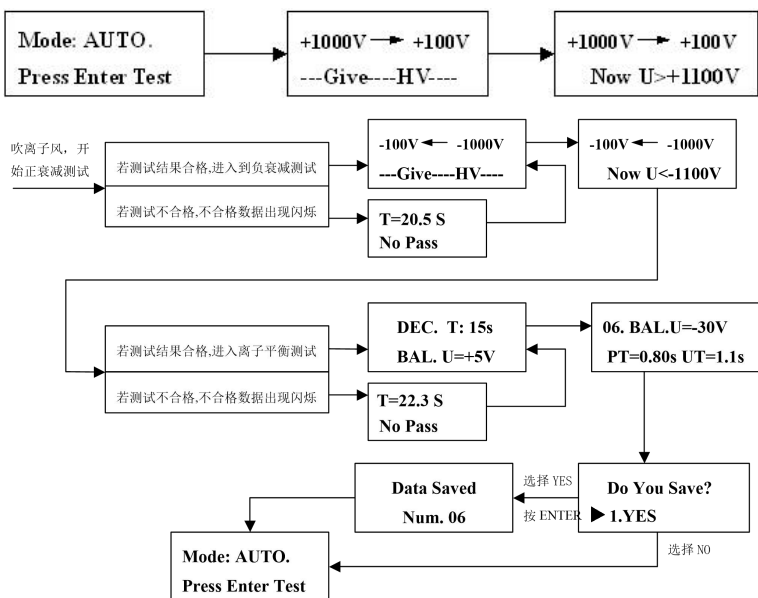 Mode: AUTO.
Press Enter Test
+1000V → +100V
---Give----HV----
+1000V → +100V
Now U>+1100V
吹离子风，开
始正衰减测试
若测试结果合格,进入到负衰减测试
若测试不合格,不合格数据出现闪烁
-100V ← -1000V
---Give----HV----
T=20.5 S
No Pass
-100V ← -1000V
Now U<-1100V
若测试结果合格,进入离子平衡测试
若测试不合格,不合格数据出现闪烁
DEC. T: 15s
BAL. U=+5V
T=22.3 S
No Pass
06. BAL.U=-30V
PT=0.80s UT=1.1s
Data Saved
Num. 06
选择 YES
按 ENTER
Do You Save?
▶1.YES
选择 NO
Mode: AUTO.
Press Enter Test